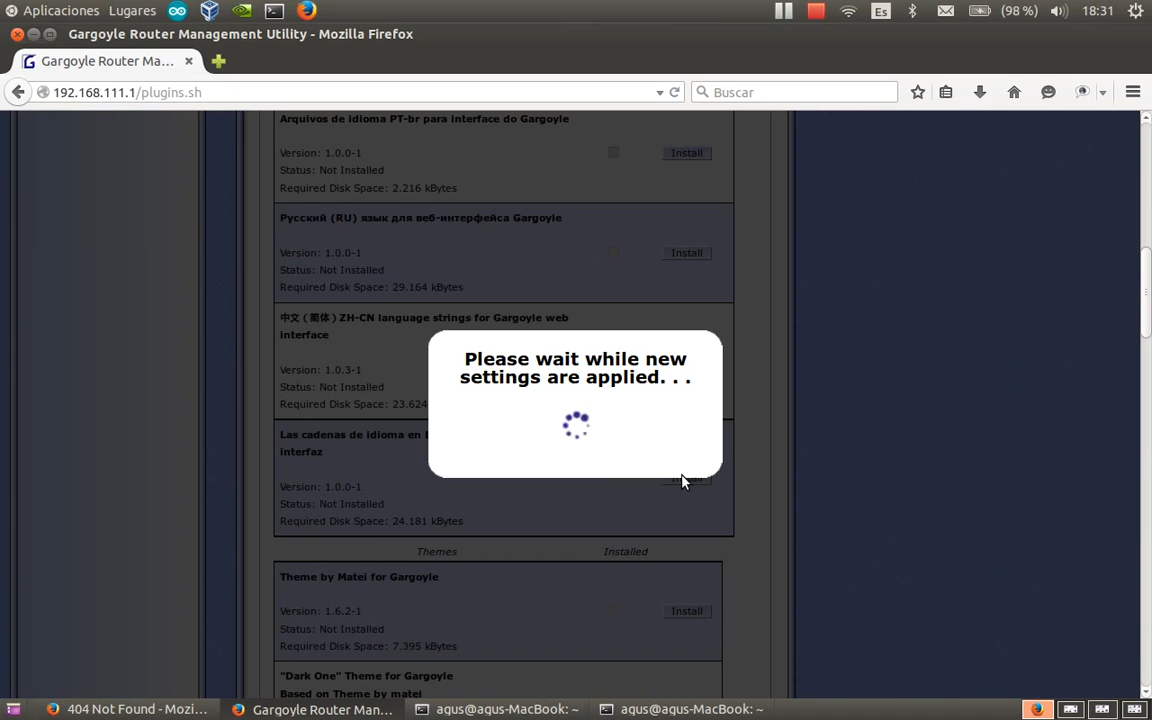 Aplicaciones Lugares Es (98 %) 18:31
Gargoyle Router Management Utility - Mozilla Firefox
Gargoyle Router Ma...
192.168.111.1/plugins.sh Buscar
Arquivos de idioma PT-br para interface do Gargoyle
Version: 1.0.0-1 Install
Status: Not Installed
Required Disk Space: 2.216 kBytes
Русский (RU) язык для веб-интерфейса Gargoyle
Version: 1.0.0-1 Install
Status: Not Installed
Required Disk Space: 29.164 kBytes
中文 (简体) ZH-CN language strings for Gargoyle web
interface
Version: 1.0.3-1
Status: Not Installed
Required Disk Space: 23.624
Please wait while new
settings are applied. . .
Las cadenas de idioma en
interfaz
Version: 1.0.0-1
Status: Not Installed
Required Disk Space: 24.181 kBytes
Themes Installed
Theme by Matei for Gargoyle
Version: 1.6.2-1 Install
Status: Not Installed
Required Disk Space: 7.395 kBytes
"Dark One" Theme for Gargoyle
Based on Theme by matei
404 Not Found - Mozi... Gargoyle Router Man... agus@agus-MacBook: ~ agus@agus-MacBook: ~